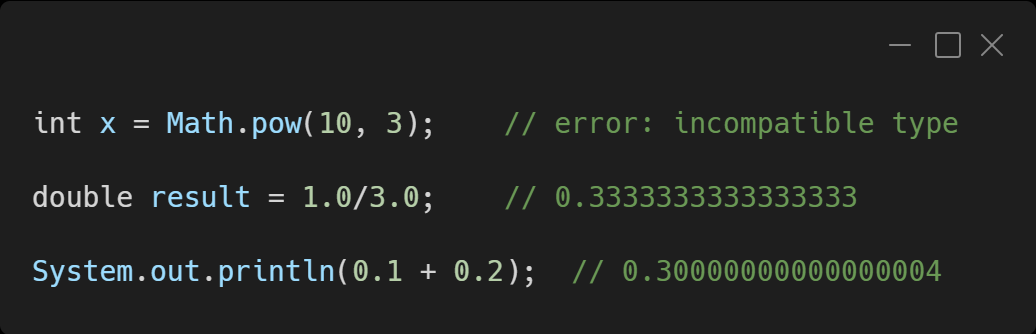 int x = Math.pow(10, 3);    // error: incompatible type
double result = 1.0/3.0;    // 0.3333333333333333
System.out.println(0.1 + 0.2);  // 0.30000000000000004